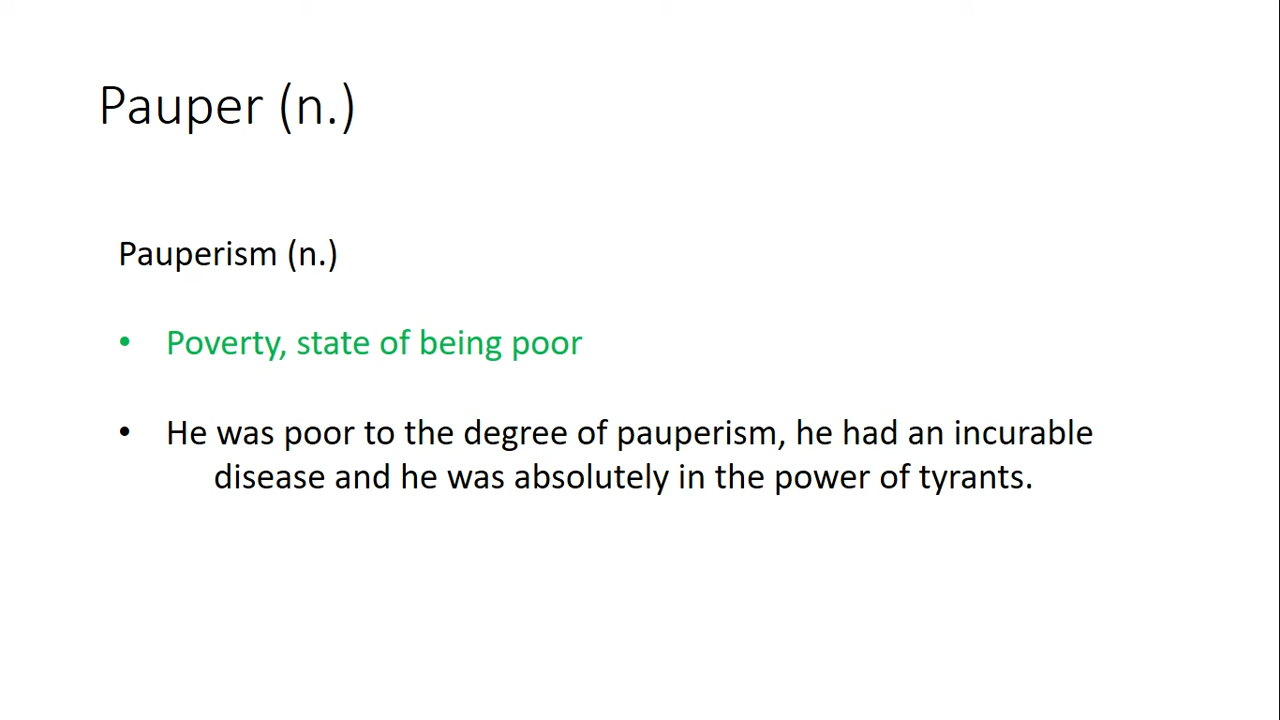 Pauper (n.)
Pauperism (n.)
• Poverty, state of being poor
• He was poor to the degree of pauperism, he had an incurable
disease and he was absolutely in the power of tyrants.